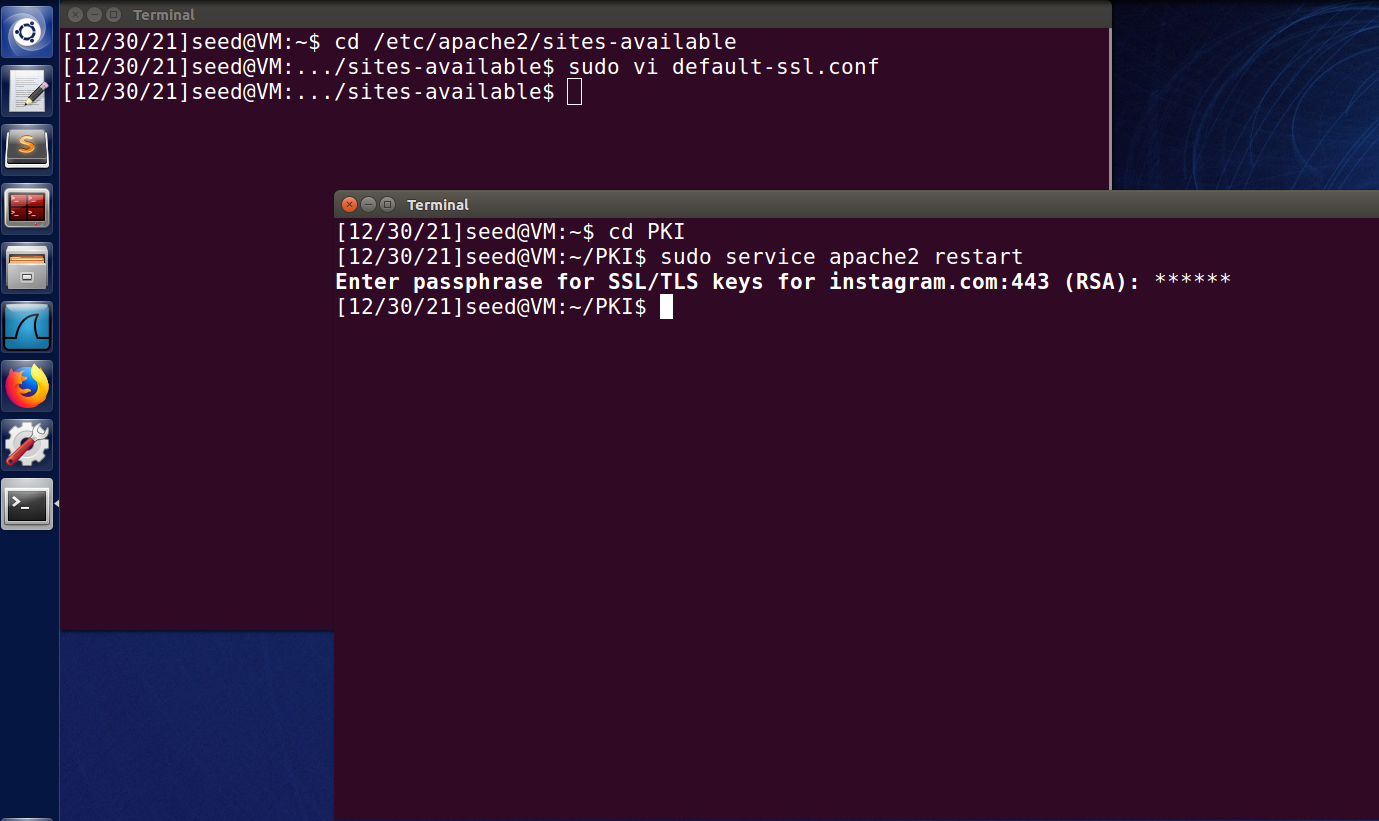 Terminal
[12/30/21]seed@VM:~$ cd /etc/apache2/sites-available
[12/30/21]seed@VM:.../sites-available$ sudo vi default-ssl.conf
[12/30/21]seed@VM:.../sites-available$
Terminal
[12/30/21]seed@VM:~$ cd PKI
[12/30/21]seed@VM:~/PKI$ sudo service apache2 restart
Enter passphrase for SSL/TLS keys for instagram.com:443 (RSA): ******
[12/30/21]seed@VM:~/PKI$